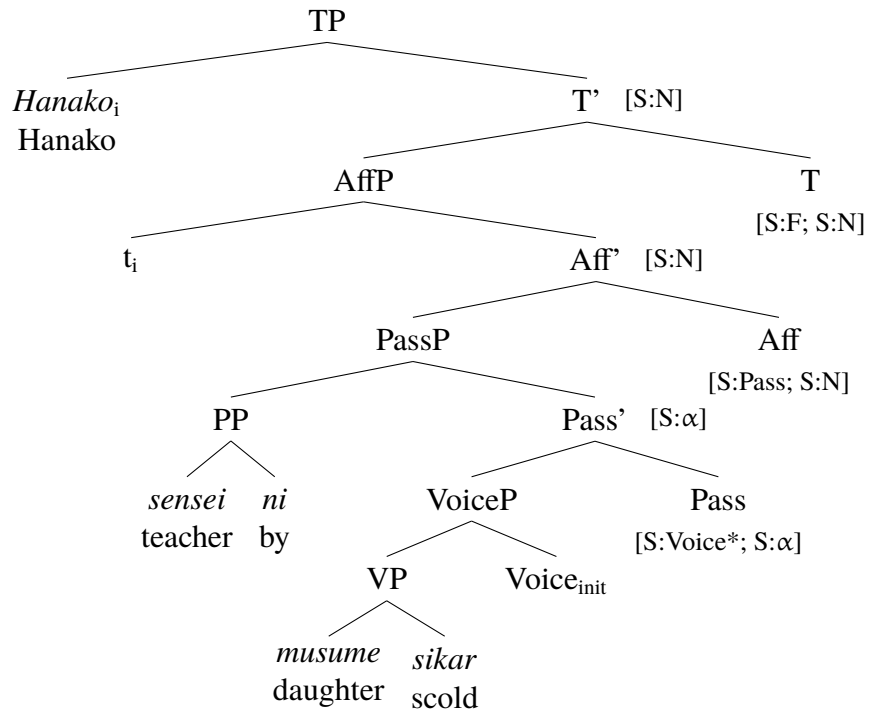 TP
Hanakoᵢ T’ [S:N]
Hanako
AffP T
[S:F; S:N]
tᵢ Aff’ [S:N]
PassP Aff
[S:Pass; S:N]
PP Pass’ [S:α]
sensei ni VoiceP Pass
teacher by [S:Voice*; S:α]
VP Voice_init
musume sikar
daughter scold